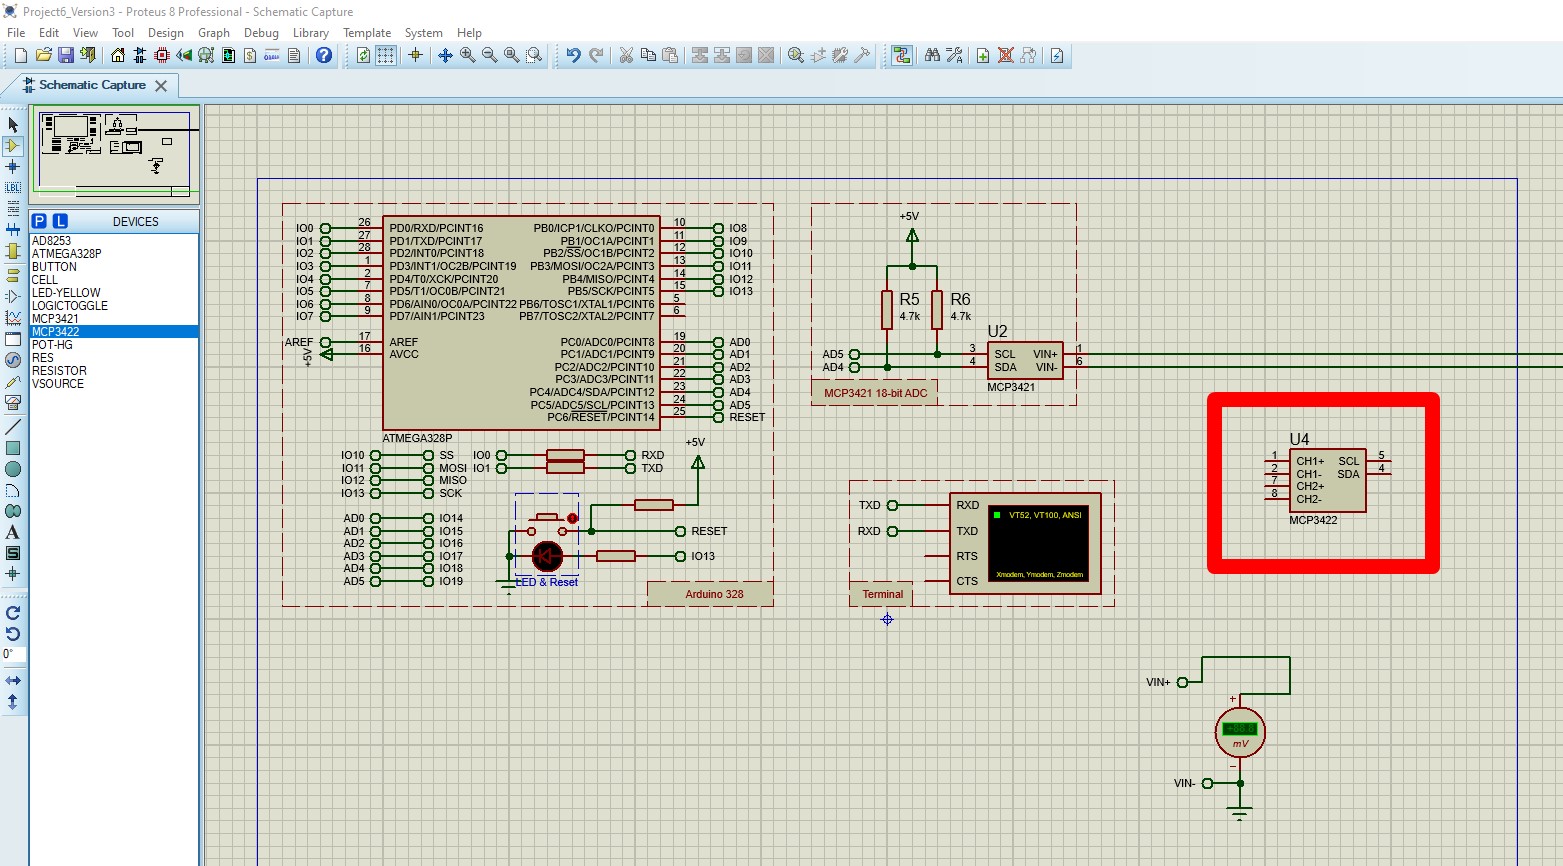 Project6_Version3 - Proteus 8 Professional - Schematic Capture
File Edit View Tool Design Graph Debug Library Template System Help
Schematic Capture
P L DEVICES
AD8253
ATMEGA328P
BUTTON
CELL
LED-YELLOW
LOGICTOGGLE
MCP3421
MCP3422
POT-HG
RES
RESISTOR
VSOURCE
LBL
A
S
0°
IO0 26 PD0/RXD/PCINT16 PB0/ICP1/CLKO/PCINT0 10 IO8
IO1 27 PD1/TXD/PCINT17 PB1/OC1A/PCINT1 11 IO9
IO2 28 PD2/INT0/PCINT18 PB2/SS/OC1B/PCINT2 12 IO10
IO3 1 PD3/INT1/OC2B/PCINT19 PB3/MOSI/OC2A/PCINT3 13 IO11
IO4 2 PD4/T0/XCK/PCINT20 PB4/MISO/PCINT4 14 IO12
IO5 7 PD5/T1/OC0B/PCINT21 PB5/SCK/PCINT5 15 IO13
IO6 8 PD6/AIN0/OC0A/PCINT22 PB6/TOSC1/XTAL1/PCINT6 5
IO7 9 PD7/AIN1/PCINT23 PB7/TOSC2/XTAL2/PCINT7 6
AREF 17 AREF PC0/ADC0/PCINT8 19 AD0
+5V 16 AVCC PC1/ADC1/PCINT9 20 AD1
PC2/ADC2/PCINT10 21 AD2
PC3/ADC3/PCINT11 22 AD3
PC4/ADC4/SDA/PCINT12 23 AD4
PC5/ADC5/SCL/PCINT13 24 AD5
PC6/RESET/PCINT14 25 RESET
ATMEGA328P
IO10 SS IO0 RXD
IO11 MOSI IO1 TXD
IO12 MISO
IO13 SCK
+5V
AD0 IO14
AD1 IO15
AD2 IO16
AD3 IO17
AD4 IO18
AD5 IO19
RESET
IO13
LED & Reset
Arduino 328
+5V
R5
4.7k
R6
4.7k
U2
AD5 3 SCL VIN+ 1
AD4 4 SDA VIN- 6
MCP3421
MCP3421 18-bit ADC
TXD RXD
RXD TXD
RTS
CTS
VT52, VT100, ANSI
Xmodem, Ymodem, Zmodem
Terminal
U4
1 CH1+ SCL 5
2 CH1- SDA 4
7 CH2+
8 CH2-
MCP3422
VIN+
+
mV
−
VIN-